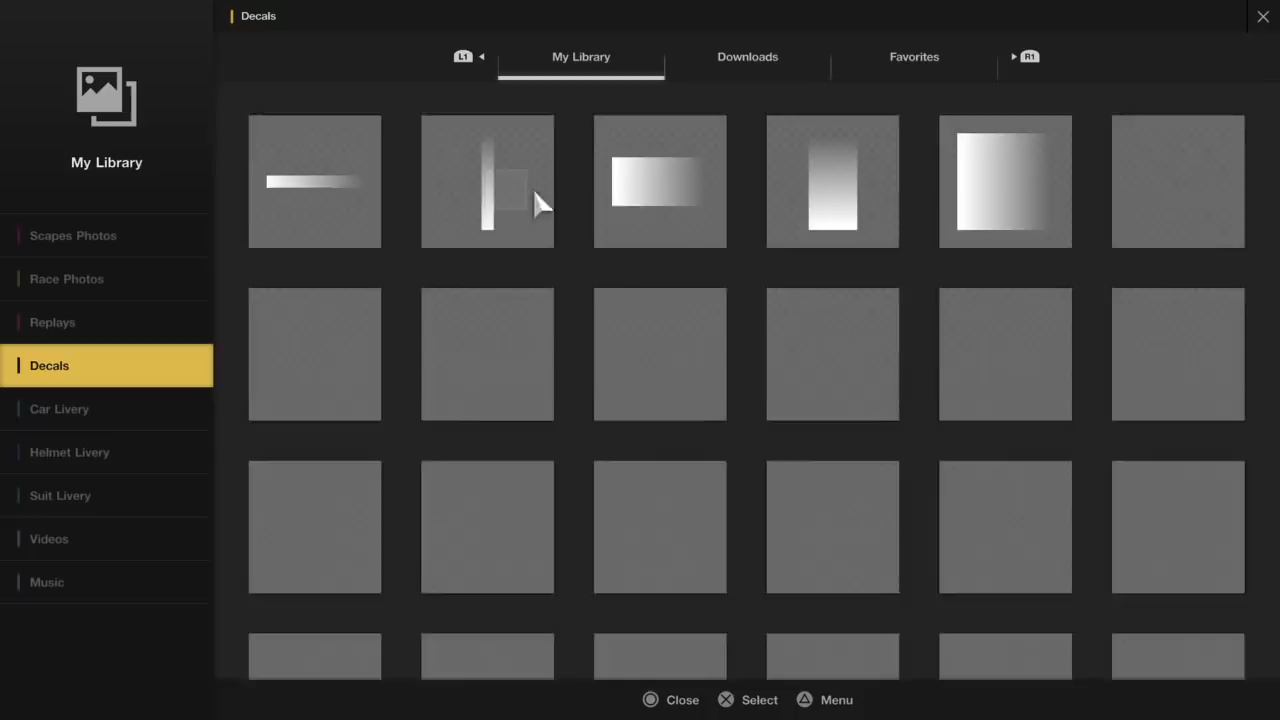 Decals
L1
My Library
Downloads
Favorites
R1
My Library
Scapes Photos
Race Photos
Replays
Decals
Car Livery
Helmet Livery
Suit Livery
Videos
Music
Close
Select
Menu